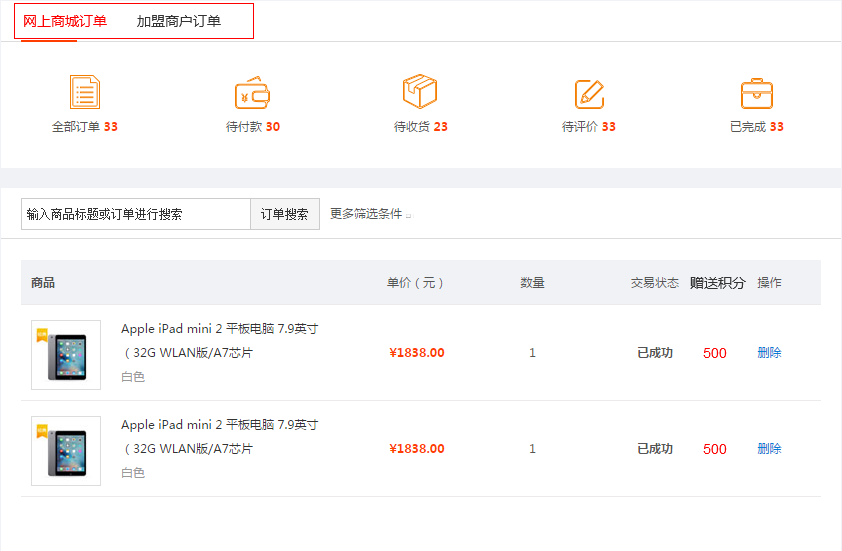 网上商城订单 加盟商户订单
全部订单 33 待付款 30 待收货 23 待评价 33 已完成 33
输入商品标题或订单进行搜索 订单搜索 更多筛选条件
商品 单价（元） 数量 交易状态 赠送积分 操作
Apple iPad mini 2 平板电脑 7.9英寸
（32G WLAN版/A7芯片 ¥1838.00 1 已成功 500 删除
白色
Apple iPad mini 2 平板电脑 7.9英寸
（32G WLAN版/A7芯片 ¥1838.00 1 已成功 500 删除
白色